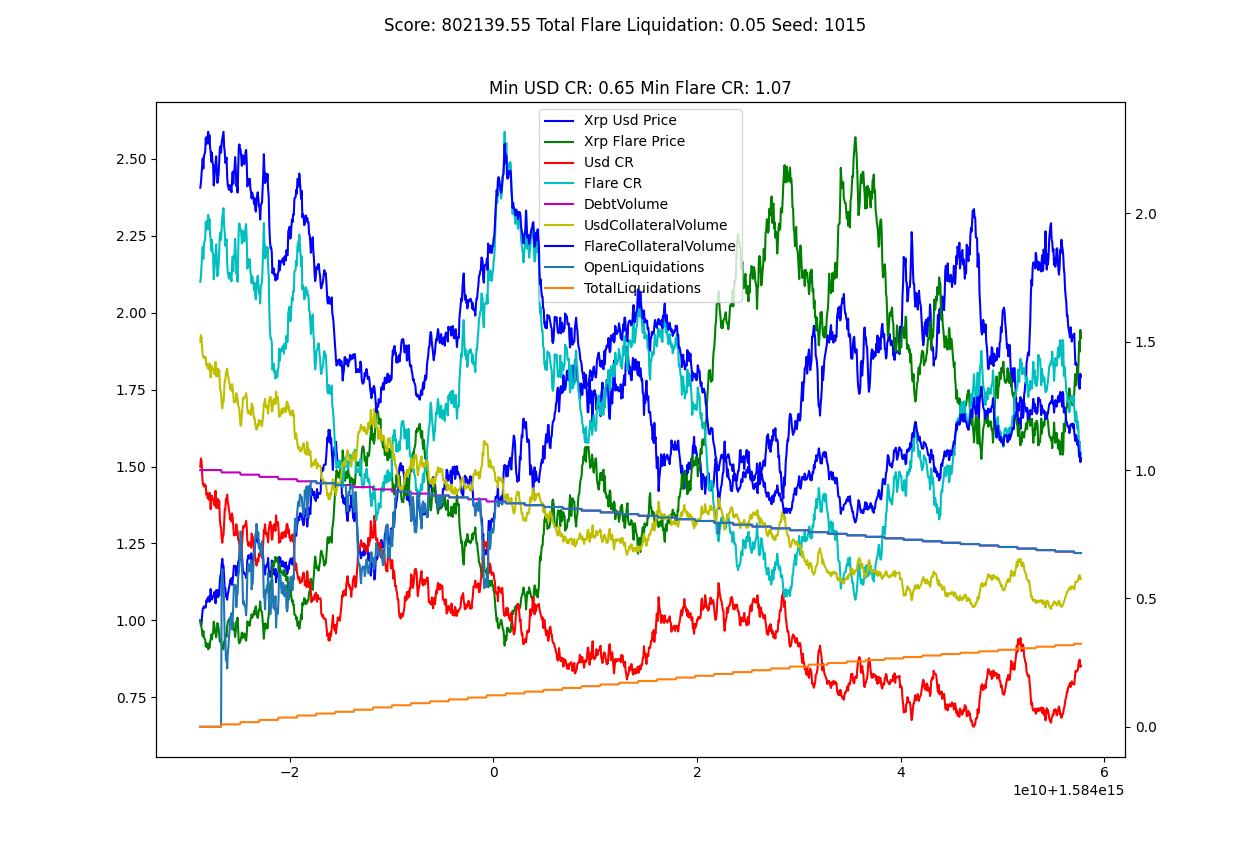 Score: 802139.55 Total Flare Liquidation: 0.05 Seed: 1015
Min USD CR: 0.65 Min Flare CR: 1.07
Xrp Usd Price
Xrp Flare Price
Usd CR
Flare CR
DebtVolume
UsdCollateralVolume
FlareCollateralVolume
OpenLiquidations
TotalLiquidations
2.50
2.25
2.00
1.75
1.50
1.25
1.00
0.75
2.0
1.5
1.0
0.5
0.0
−2
0
2
4
6
1e10+1.584e15